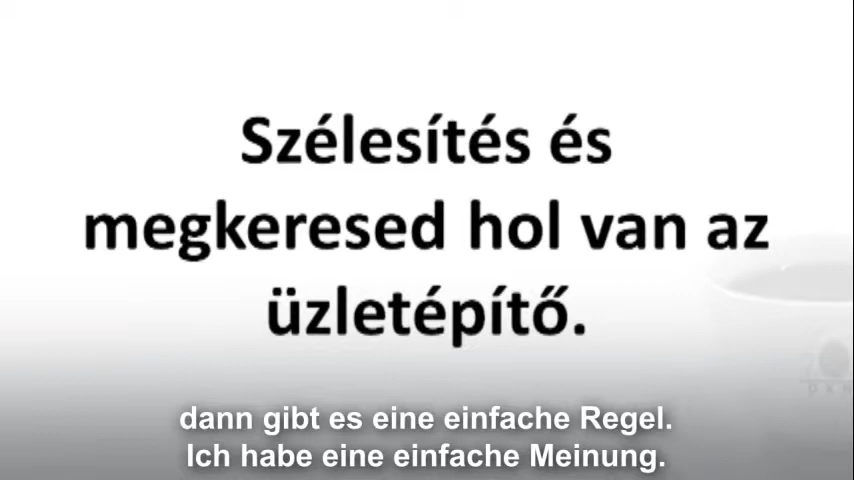 Szélesítés és
megkeresed hol van az
üzletépítő.
dann gibt es eine einfache Regel.
Ich habe eine einfache Meinung.